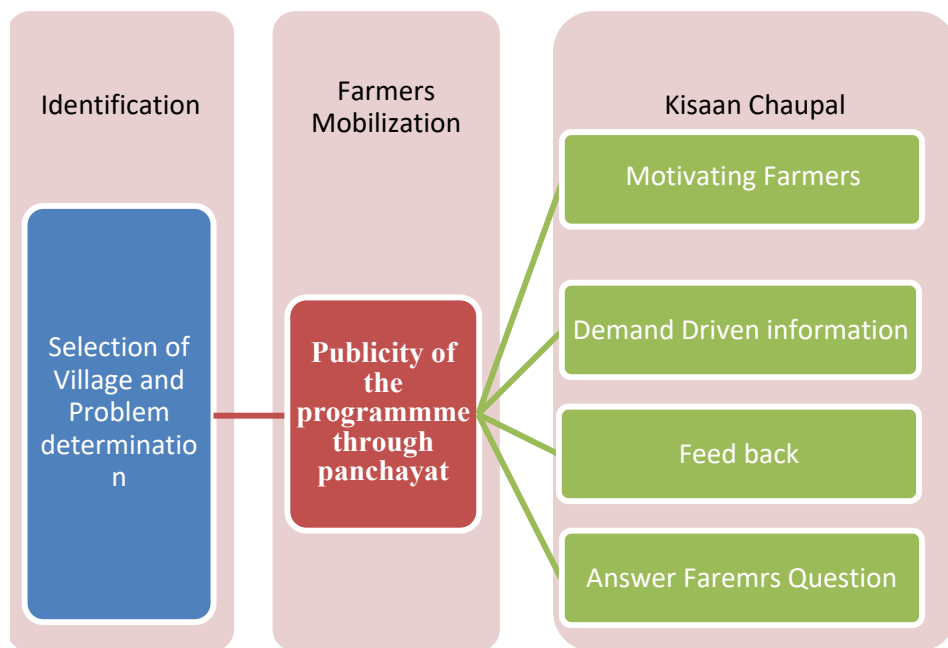 Identification
Farmers
Mobilization
Kisaan Chaupal
Selection of
Village and
Problem
determinatio
n
Publicity of
the
programmme
through
panchayat
Motivating Farmers
Demand Driven information
Feed back
Answer Faremrs Question